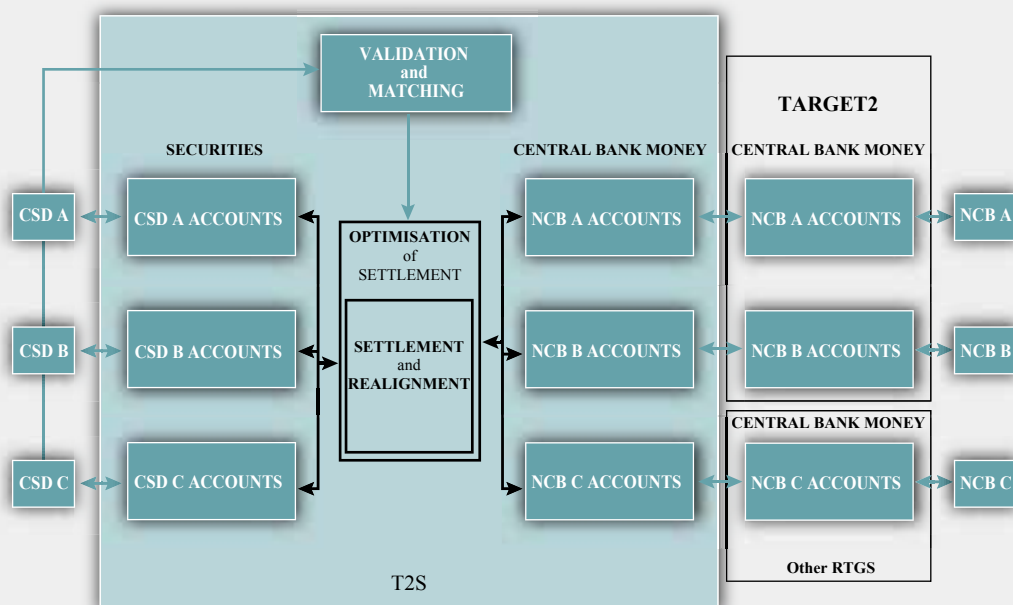 VALIDATION
and
MATCHING
TARGET2
SECURITIES
CENTRAL BANK MONEY
CENTRAL BANK MONEY
CSD A
CSD A ACCOUNTS
NCB A ACCOUNTS
NCB A ACCOUNTS
NCB A
OPTIMISATION
of
SETTLEMENT
CSD B
CSD B ACCOUNTS
SETTLEMENT
and
REALIGNMENT
NCB B ACCOUNTS
NCB B ACCOUNTS
NCB B
CENTRAL BANK MONEY
CSD C
CSD C ACCOUNTS
NCB C ACCOUNTS
NCB C ACCOUNTS
NCB C
Other RTGS
T2S